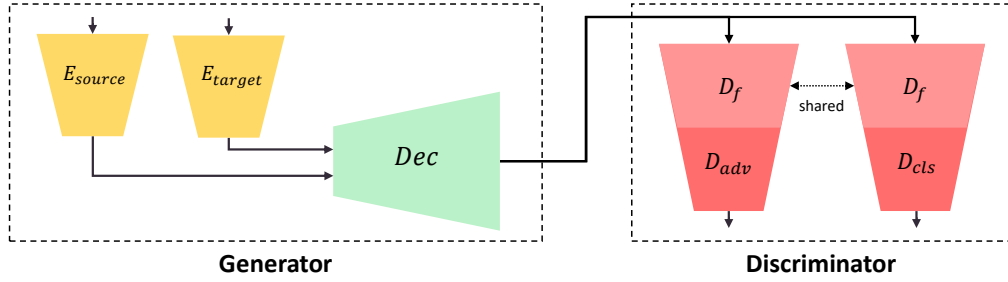 E_source
E_target
Dec
D_f
shared
D_f
D_adv
D_cls
Generator
Discriminator